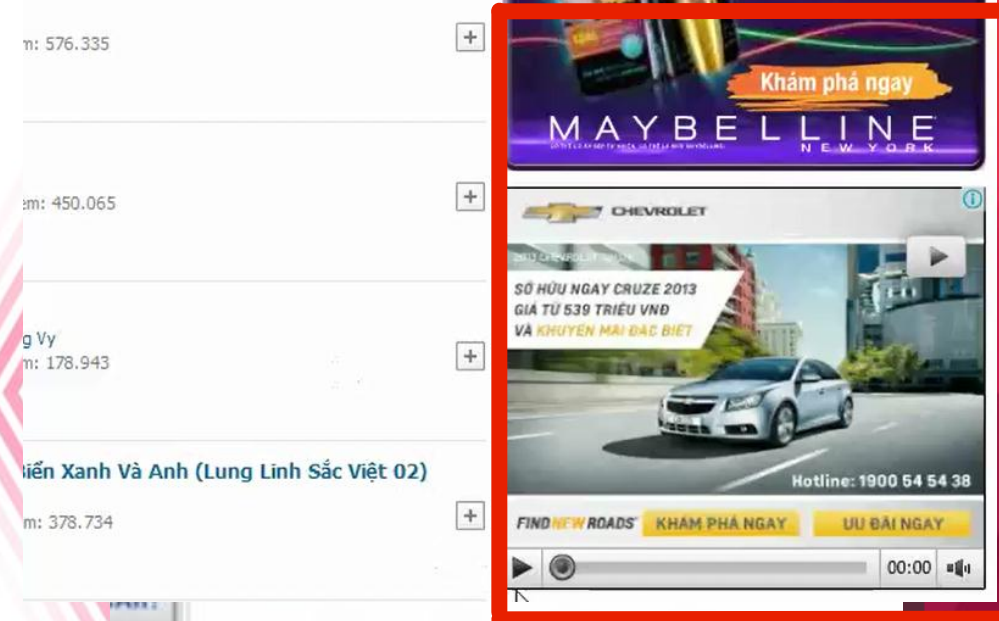 m: 576.335
em: 450.065
g Vy
m: 178.943
Biển Xanh Và Anh (Lung Linh Sắc Việt 02)
m: 378.734
Khám phá ngay
MAYBELLINE
NEW YORK
CHEVROLET
2013 CHEVROLET
SỞ HỮU NGAY CRUZE 2013
GIÁ TỪ 539 TRIỆU VNĐ
VÀ KHUYẾN MÃI ĐẶC BIỆT
Hotline: 1900 54 54 38
FIND NEW ROADS KHÁM PHÁ NGAY ƯU ĐÃI NGAY
00:00